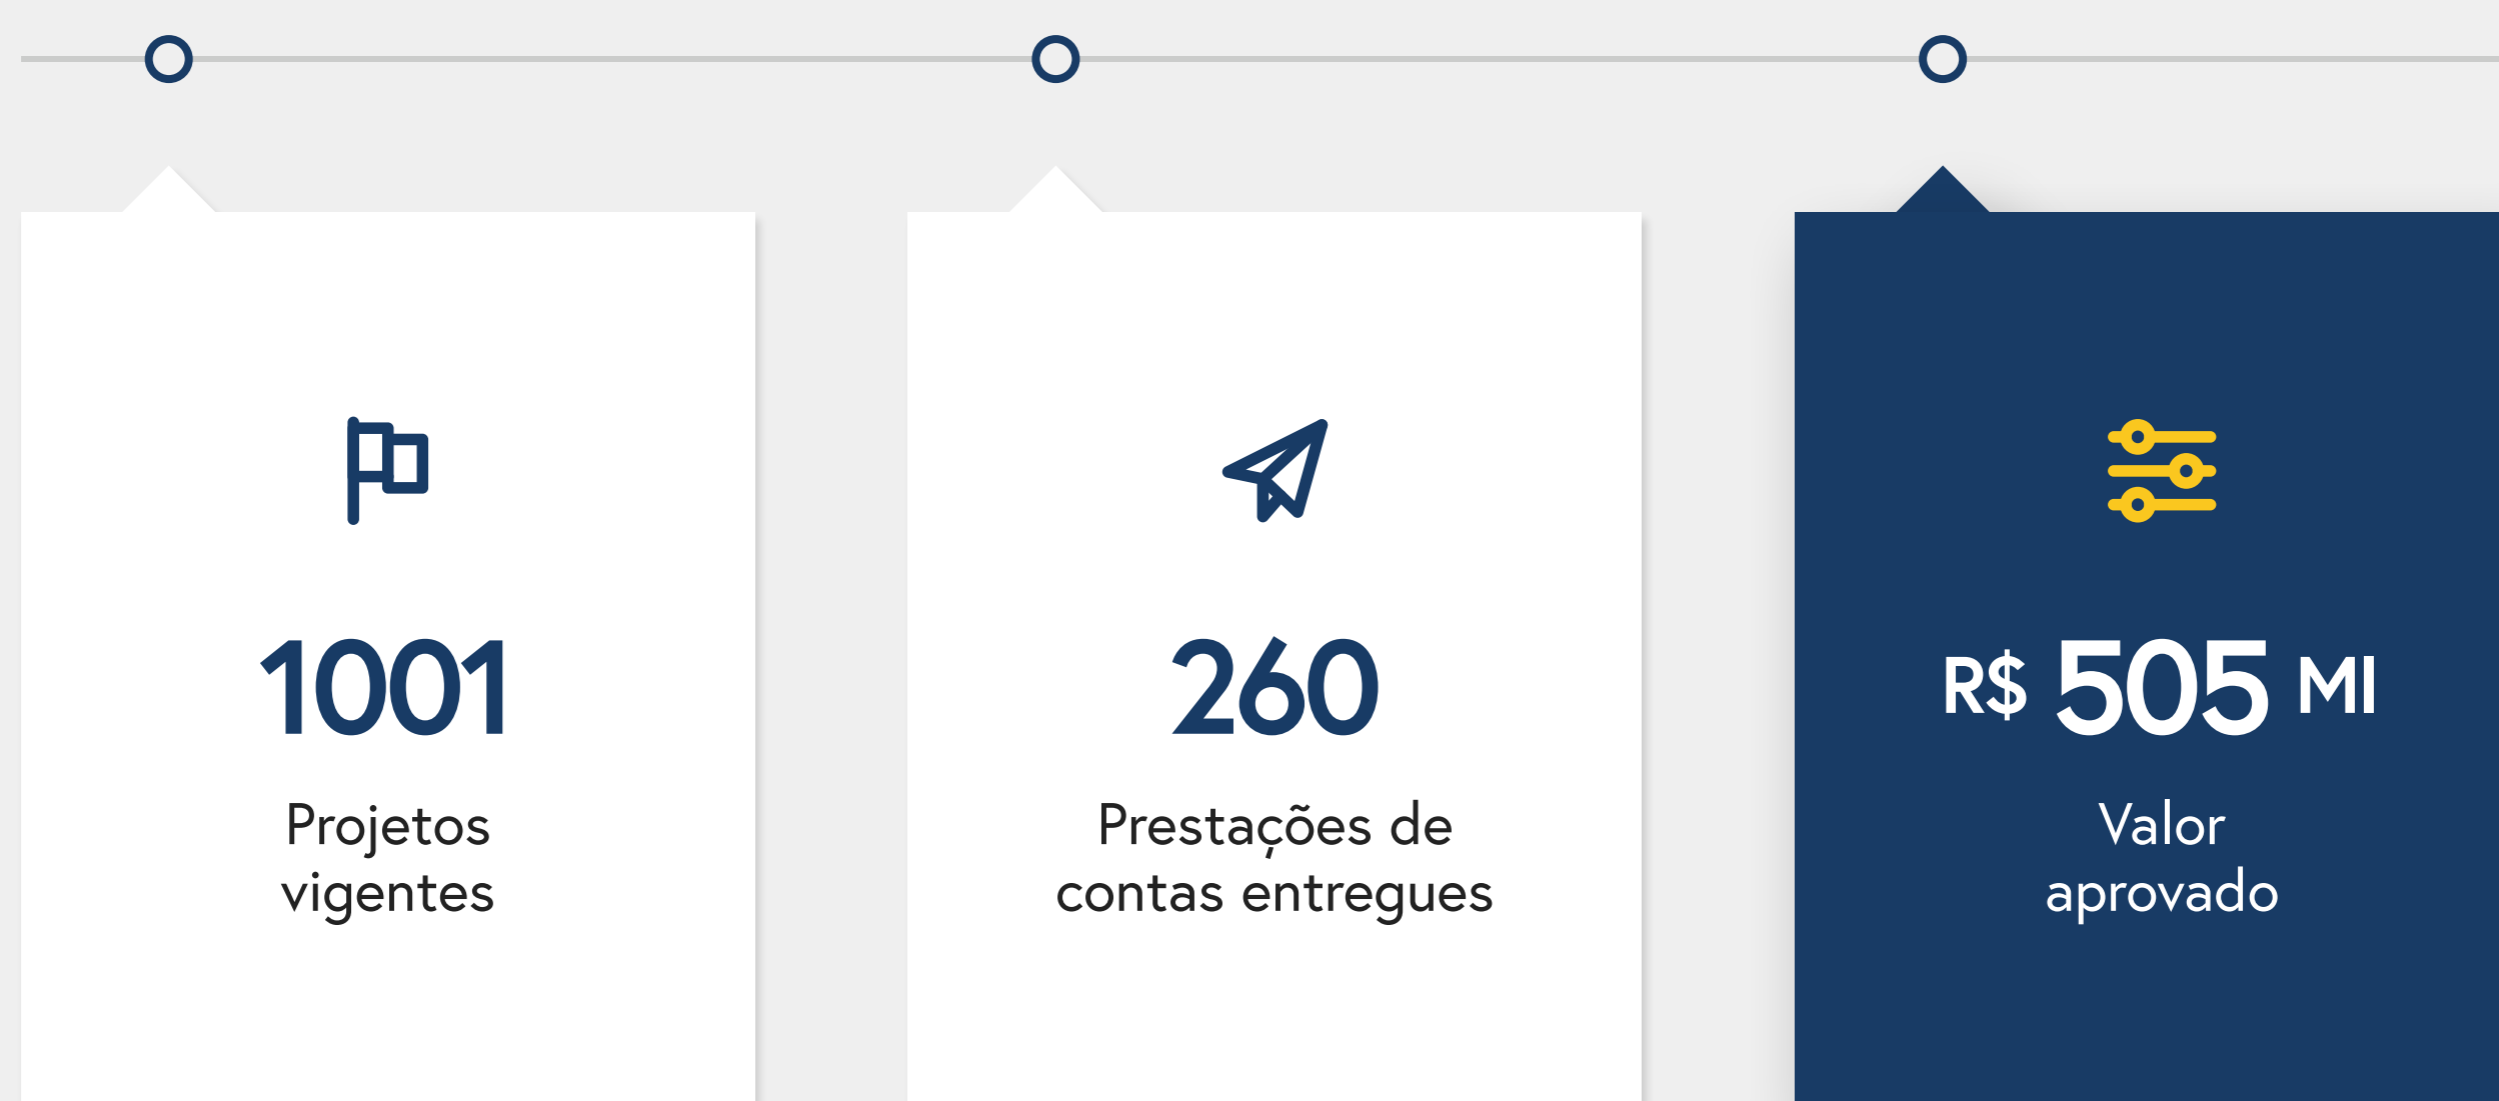 1001
Projetos
vigentes
260
Prestações de
contas entregues
R$ 505 MI
Valor
aprovado